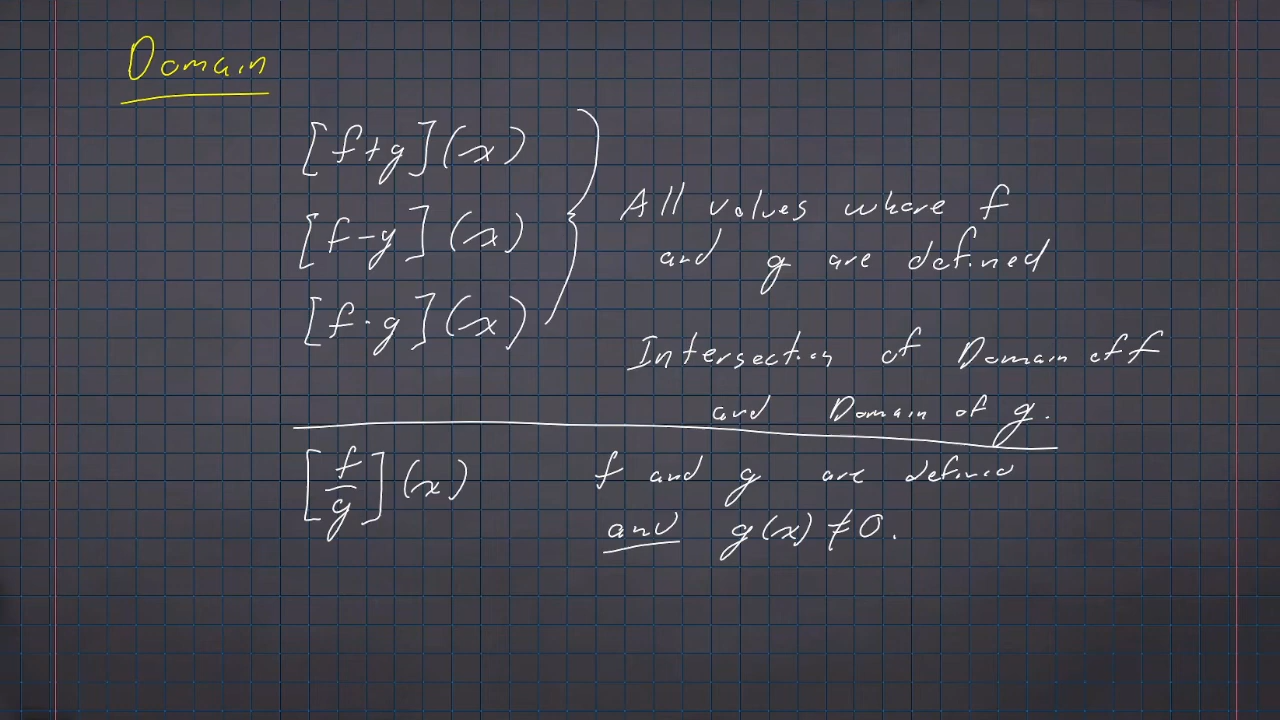 Domain
[f+g](x)
[f-g](x)
[f·g](x)
All values where f
and g are defined
Intersection of Domain of f
and Domain of g.
[f/g](x)
f and g are defined
and g(x) ≠ 0.